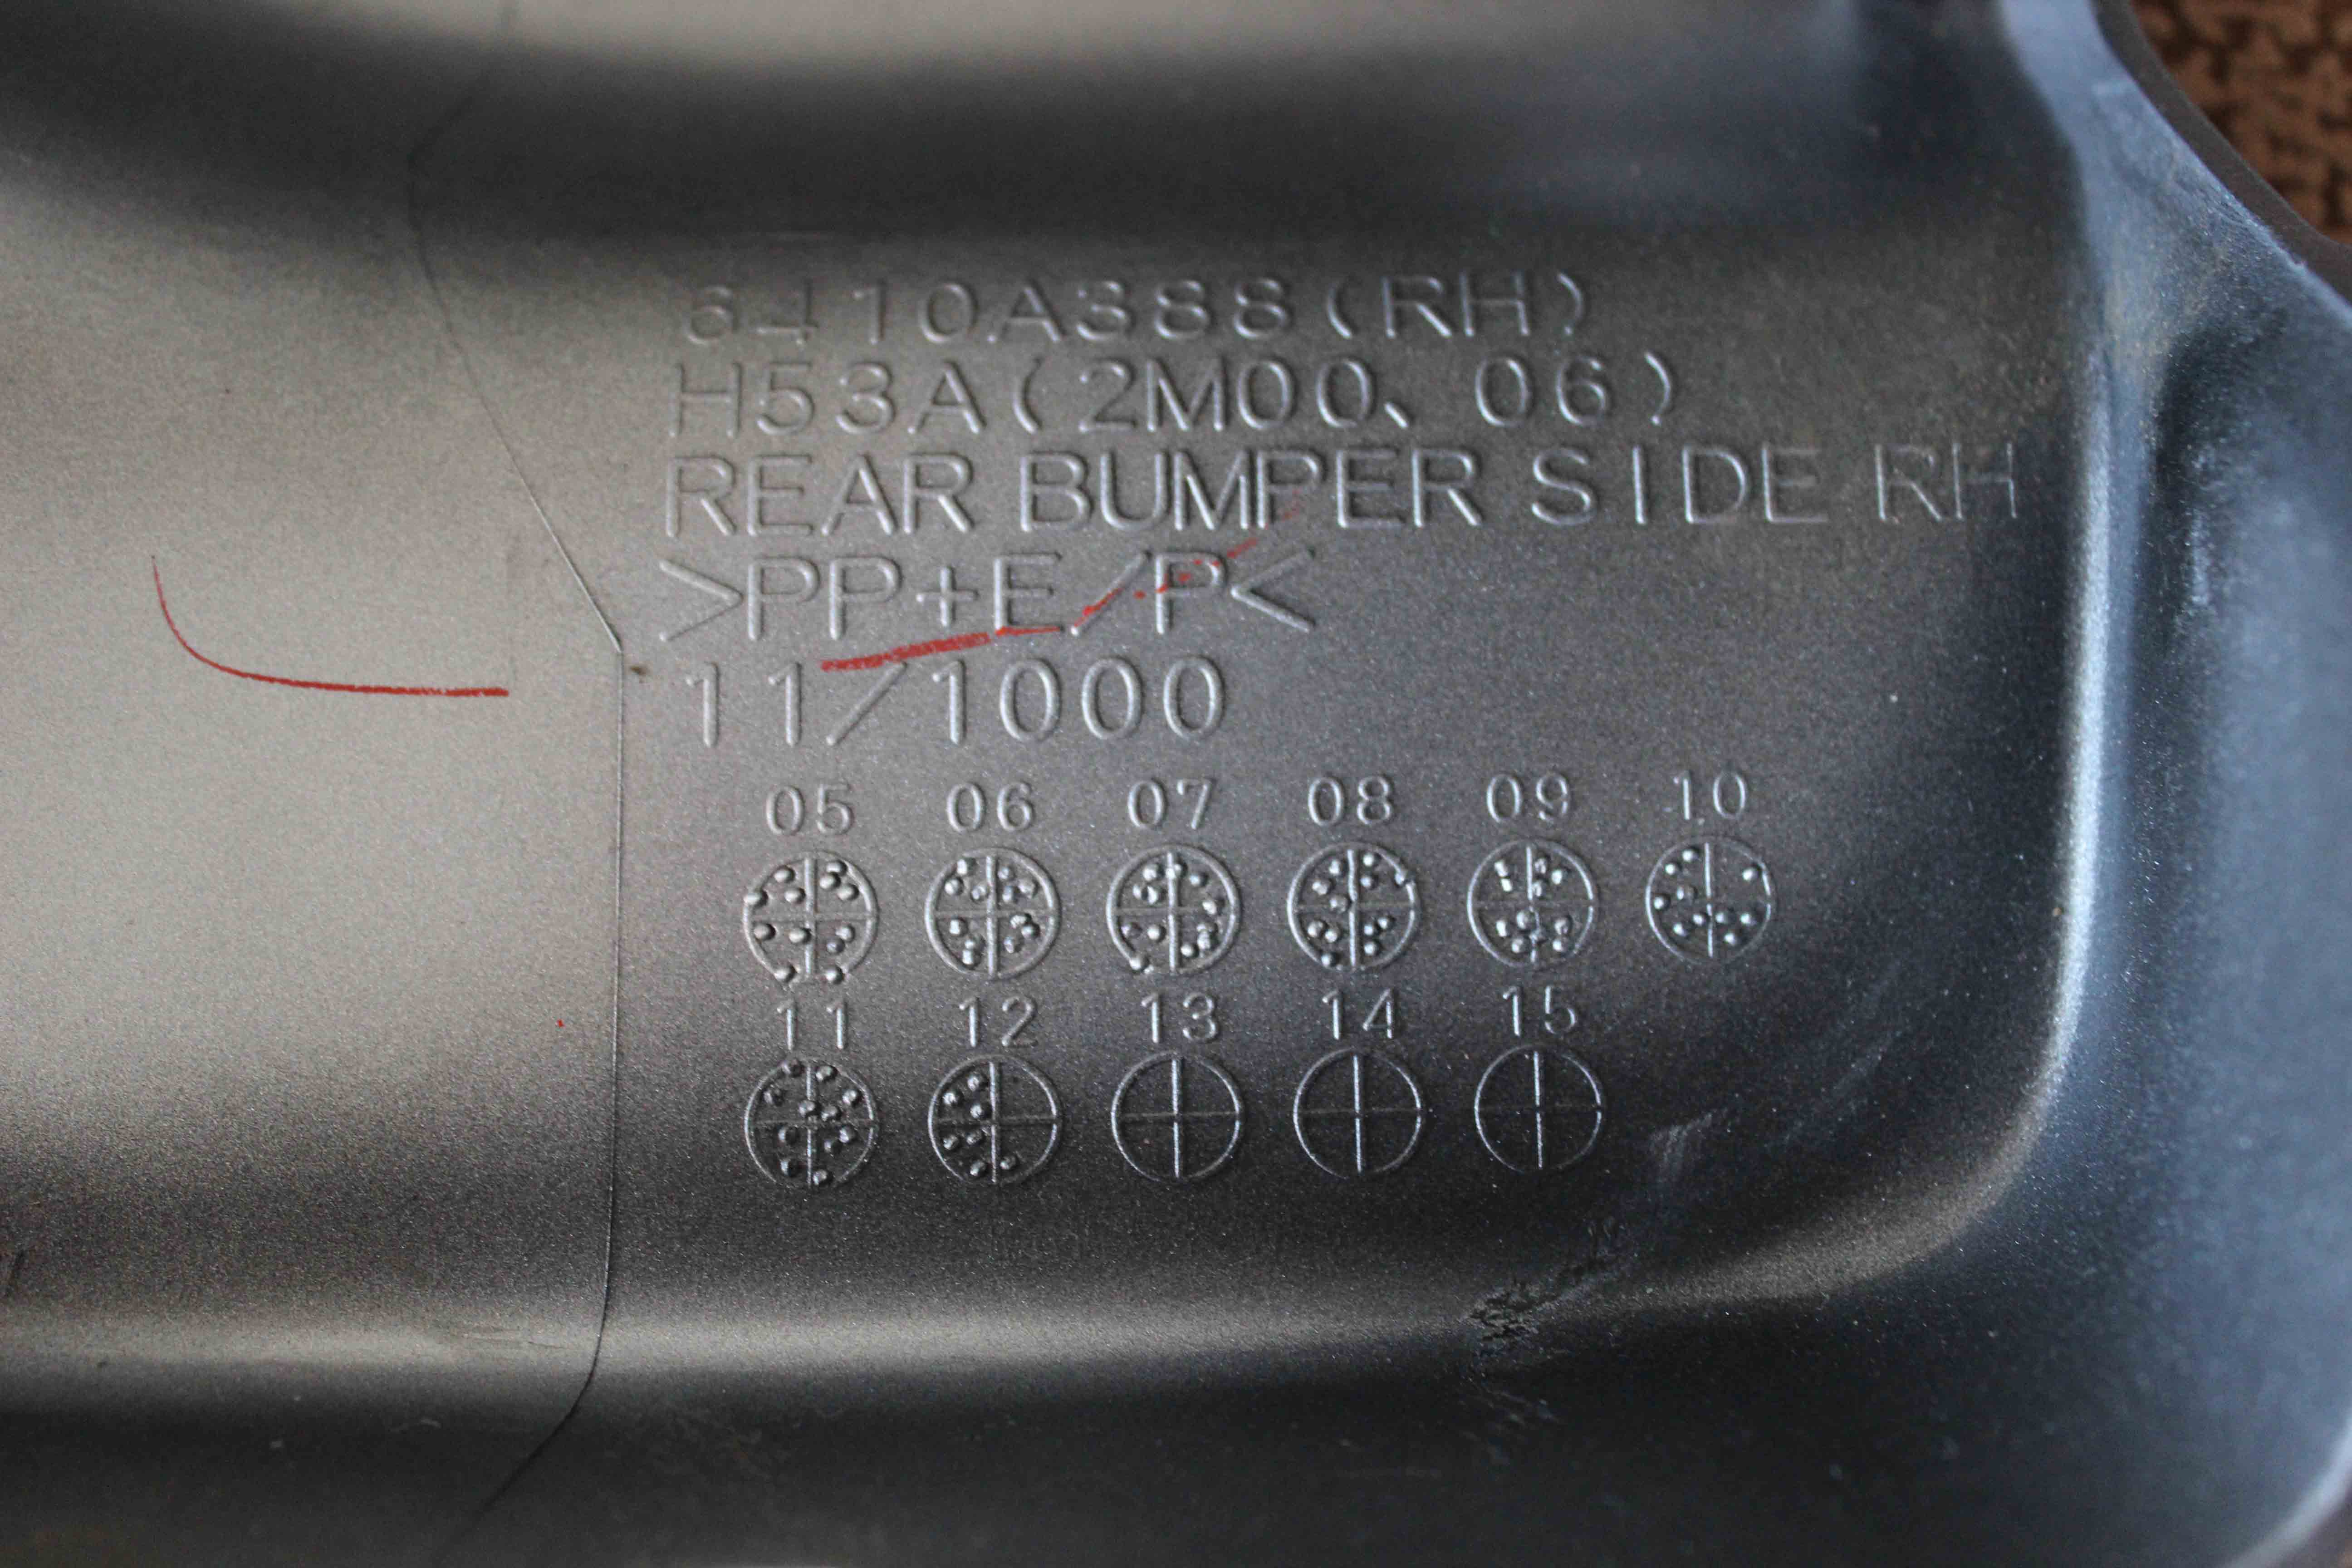 6410A388(RH)
H53A(2M00、06)
REAR BUMPER SIDE RH
>PP+E/P<
11/1000
05 06 07 08 09 10
11 12 13 14 15